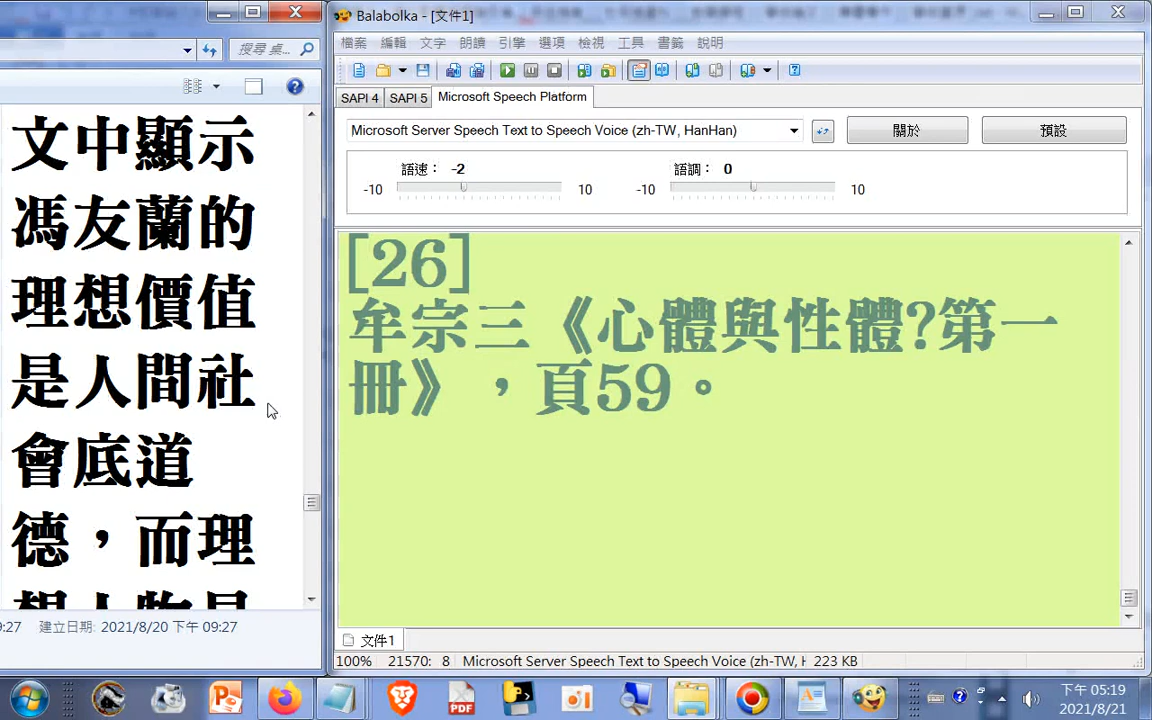 搜尋 桌...
文中顯示
馮友蘭的
理想價值
是人間社
會底道
德，而理
想人物是
:27 建立日期: 2021/8/20 下午 09:27
Balabolka - [文件1]
檔案 編輯 文字 朗讀 引擎 選項 檢視 工具 書籤 說明
SAPI 4 SAPI 5 Microsoft Speech Platform
Microsoft Server Speech Text to Speech Voice (zh-TW, HanHan) 關於 預設
語速： -2 語調： 0
-10 10 -10 10
[26]
牟宗三《心體與性體?第一
冊》，頁59。
文件1
100% 21570: 8 Microsoft Server Speech Text to Speech Voice (zh-TW, H 223 KB
PDF
下午 05:19
2021/8/21